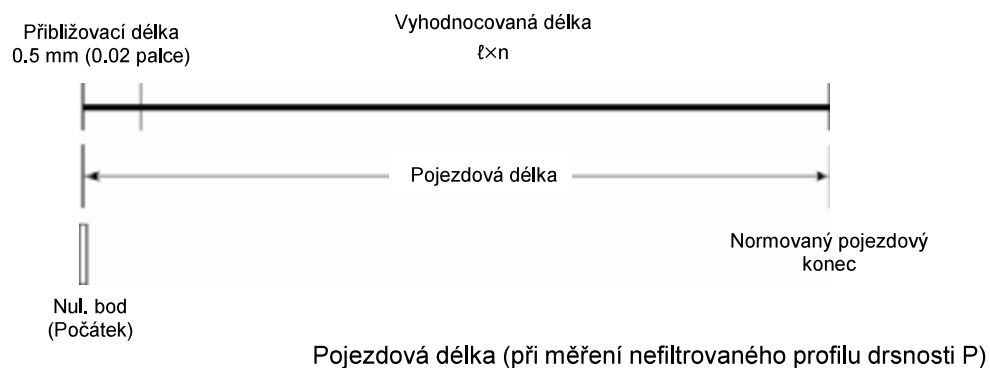 Přibližovací délka
0.5 mm (0.02 palce)
Vyhodnocovaná délka
ℓ×n
Pojezdová délka
Normovaný pojezdový
konec
Nul. bod
(Počátek)
Pojezdová délka (při měření nefiltrovaného profilu drsnosti P)